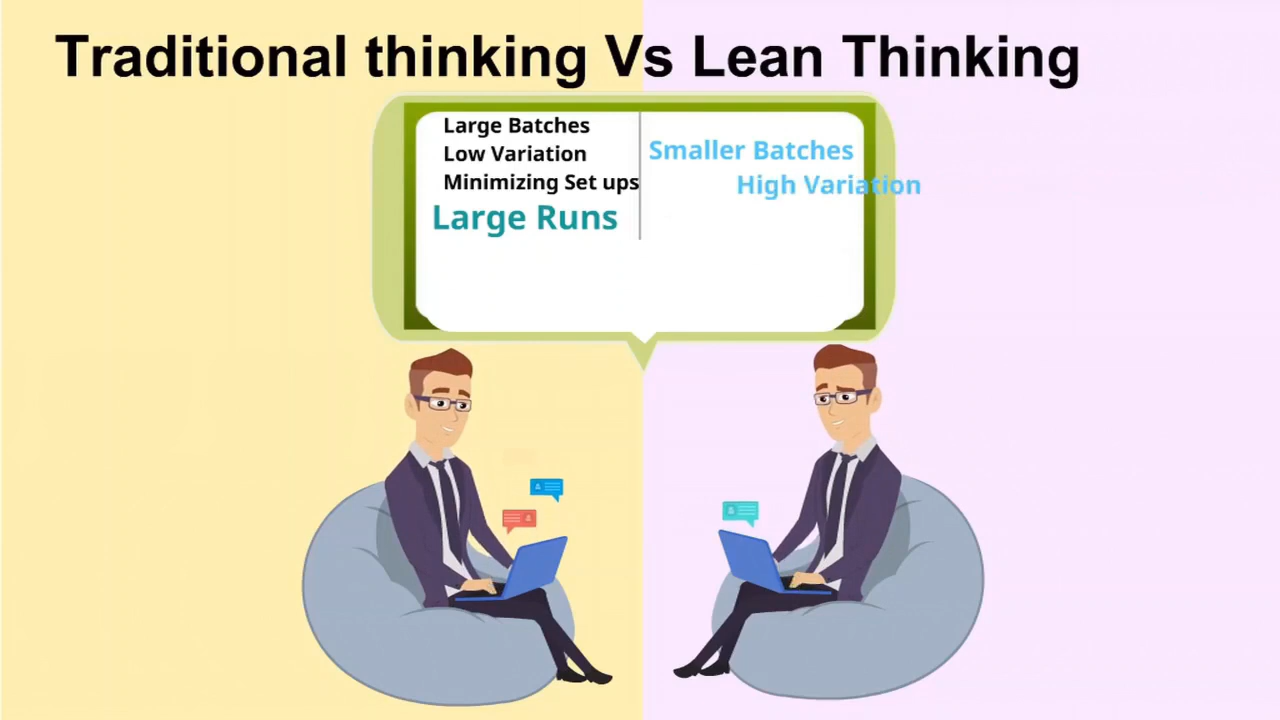 Traditional thinking Vs Lean Thinking
Large Batches
Low Variation
Minimizing Set ups
Large Runs
Smaller Batches
High Variation